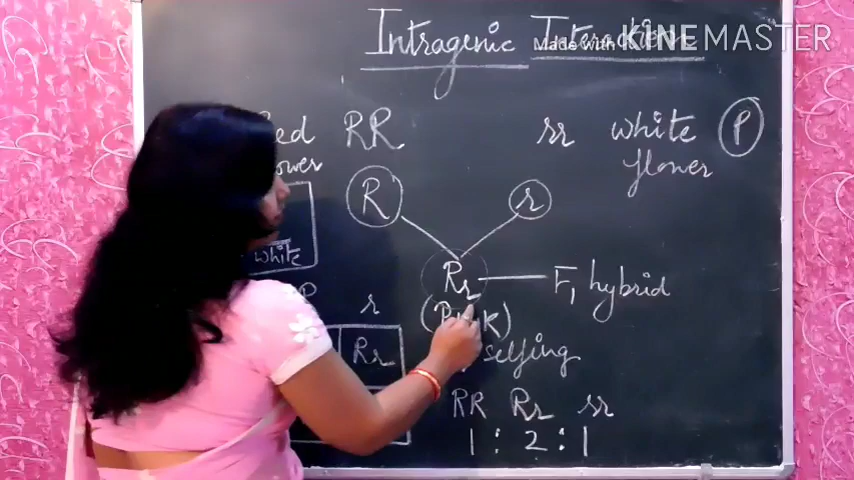 Intragenic Interaction
Made with KINEMASTER
RR rr white P
flower
R r
white
Rr F1 hybrid
r
Rr selfing
RR Rr rr
1 : 2 : 1